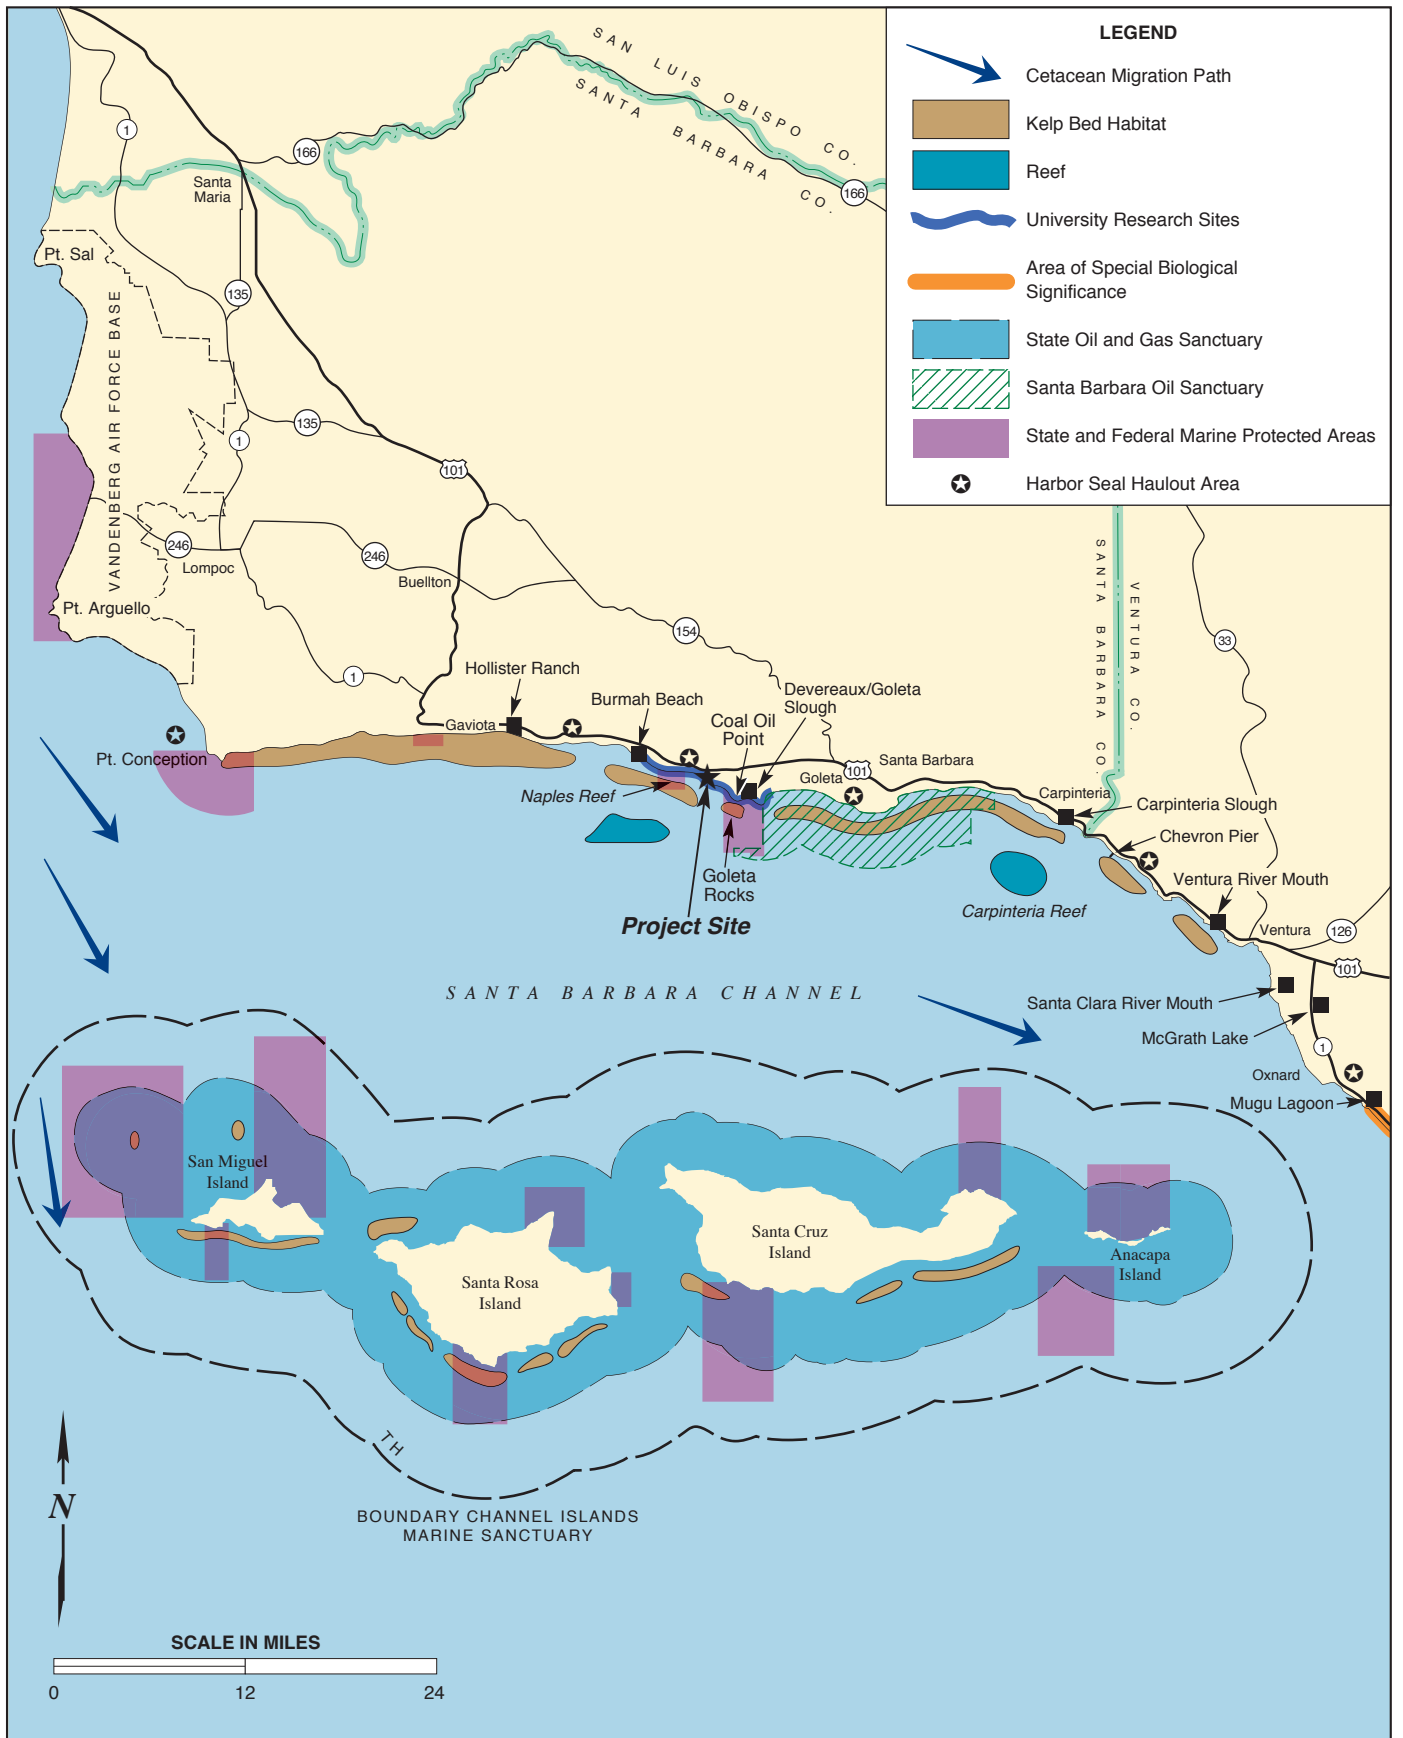 LEGEND
Cetacean Migration Path
Kelp Bed Habitat
Reef
University Research Sites
Area of Special Biological
Significance
State Oil and Gas Sanctuary
Santa Barbara Oil Sanctuary
State and Federal Marine Protected Areas
Harbor Seal Haulout Area
SAN LUIS OBISPO CO.
SANTA BARBARA CO.
1
166
166
Santa
Maria
Pt. Sal
135
VANDENBERG AIR FORCE BASE
135
1
101
246
Lompoc
246
Buellton
Pt. Arguello
154
1
SANTA BARBARA CO.
VENTURA CO.
33
Hollister Ranch
Burmah Beach
Devereaux/Goleta
Slough
Coal Oil
Point
Gaviota
Pt. Conception
Naples Reef
Goleta
101
Santa Barbara
Carpinteria
Carpinteria Slough
Chevron Pier
Goleta
Rocks
Project Site
Carpinteria Reef
Ventura River Mouth
Ventura
126
101
SANTA BARBARA CHANNEL
Santa Clara River Mouth
McGrath Lake
1
Oxnard
Mugu Lagoon
San Miguel
Island
Santa Rosa
Island
Santa Cruz
Island
Anacapa
Island
TH
BOUNDARY CHANNEL ISLANDS
MARINE SANCTUARY
N
SCALE IN MILES
0 12 24